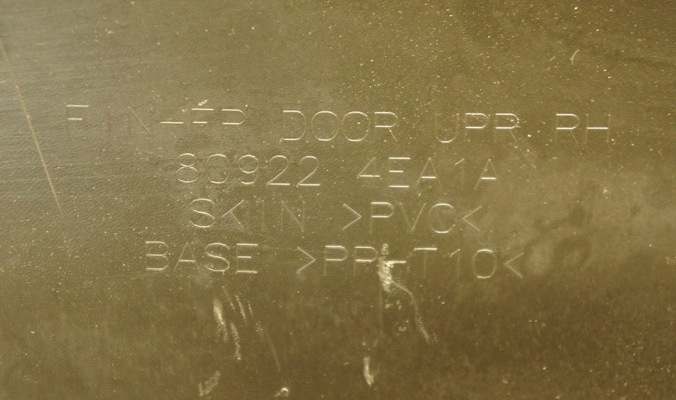 FIN-FR DOOR UPR RH
80922 4EA1A
SKIN >PVC<
BASE >PP-T10<